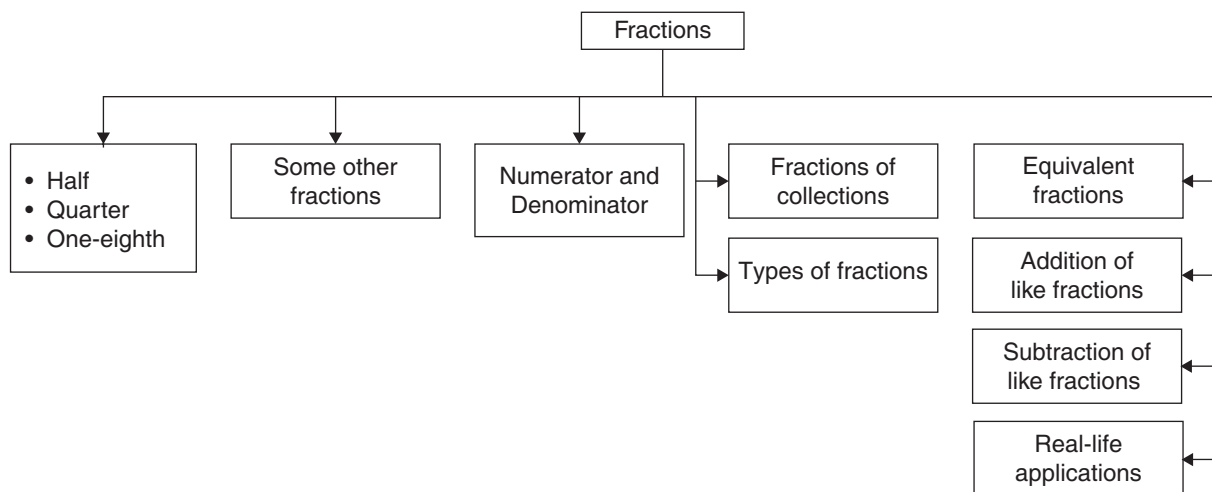 Fractions
• Half
• Quarter
• One-eighth
Some other
fractions
Numerator and
Denominator
Fractions of
collections
Types of fractions
Equivalent
fractions
Addition of
like fractions
Subtraction of
like fractions
Real-life
applications